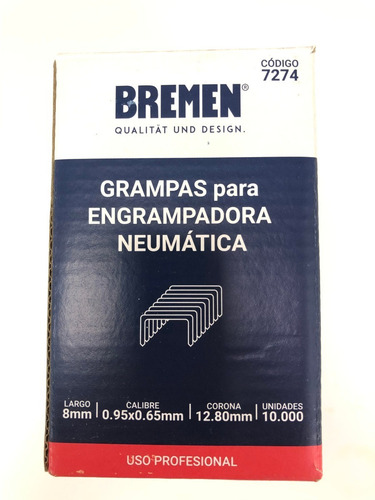 CÓDIGO
7274
BREMEN®
QUALITÄT UND DESIGN.
GRAMPAS para
ENGRAMPADORA
NEUMÁTICA
LARGO CALIBRE CORONA UNIDADES
8mm 0.95x0.65mm 12.80mm 10.000
USO PROFESIONAL